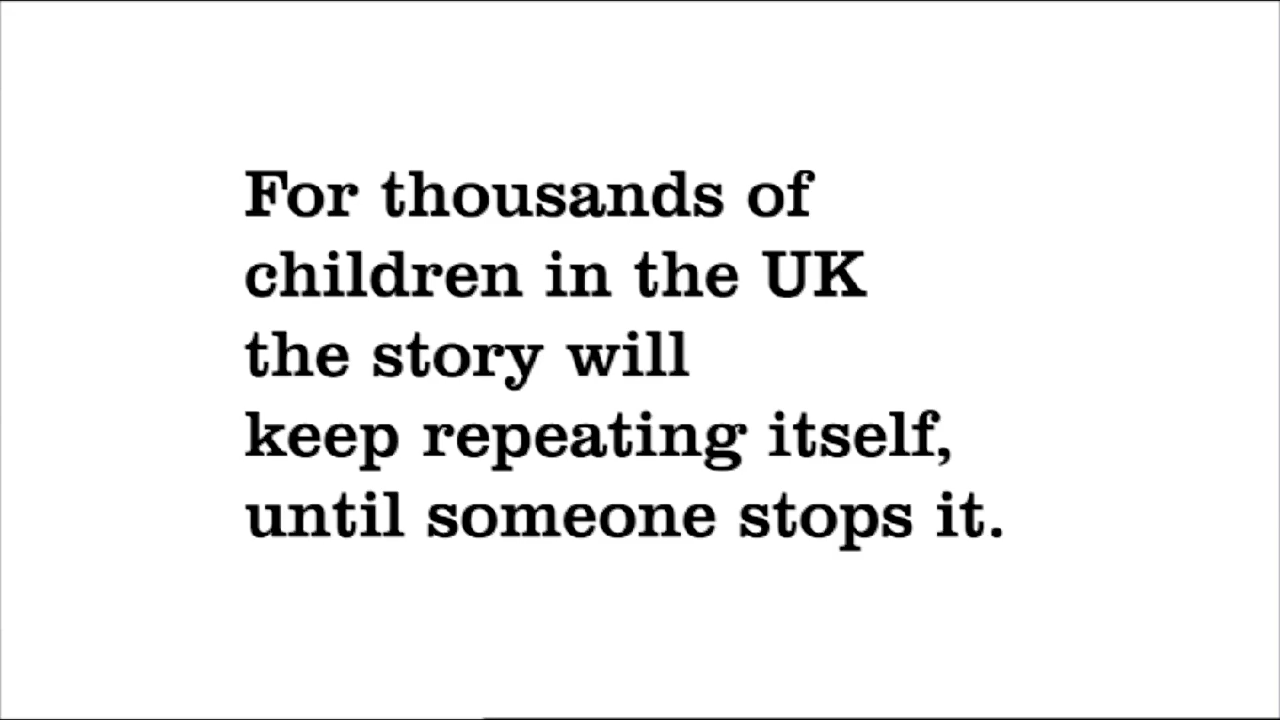 For thousands of
children in the UK
the story will
keep repeating itself,
until someone stops it.